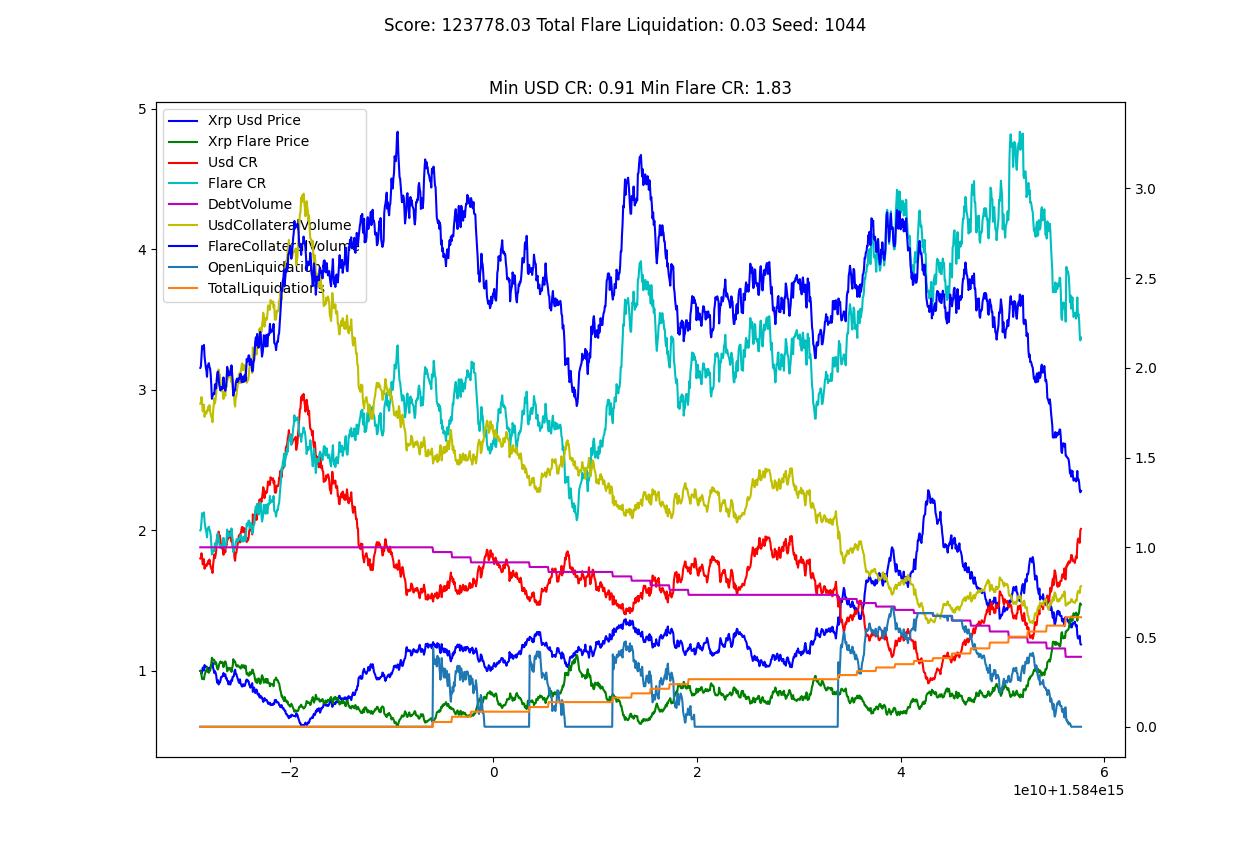 Score: 123778.03 Total Flare Liquidation: 0.03 Seed: 1044
Min USD CR: 0.91 Min Flare CR: 1.83
5
4
3
2
1
Xrp Usd Price
Xrp Flare Price
Usd CR
Flare CR
DebtVolume
UsdCollateralVolume
FlareCollateralVolume
OpenLiquidations
TotalLiquidations
3.0
2.5
2.0
1.5
1.0
0.5
0.0
−2 0 2 4 6
1e10+1.584e15